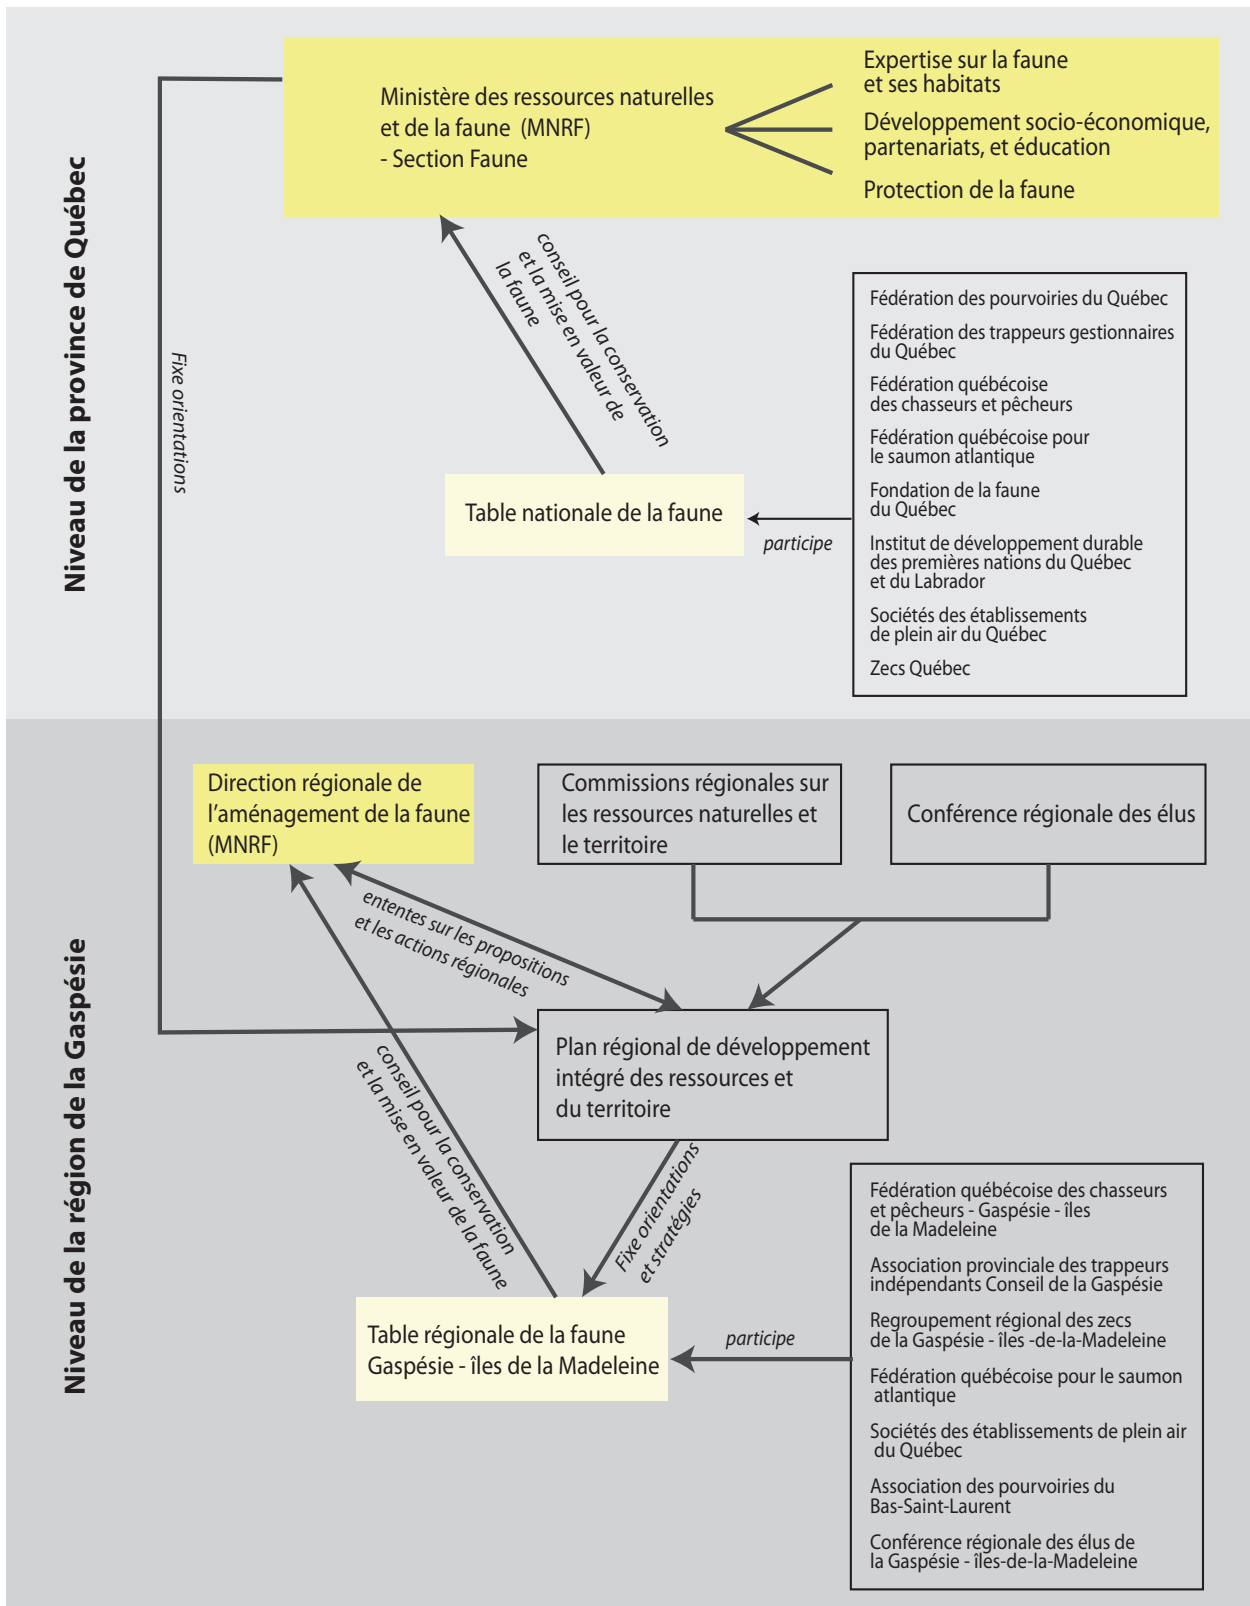 Niveau de la province de Québec
Ministère des ressources naturelles
et de la faune (MNRF)
- Section Faune
Expertise sur la faune
et ses habitats
Développement socio-économique,
partenariats, et éducation
Protection de la faune
Fixe orientations
conseil pour la conservation
et la mise en valeur de
la faune
Table nationale de la faune
participe
Fédération des pourvoiries du Québec
Fédération des trappeurs gestionnaires
du Québec
Fédération québécoise
des chasseurs et pêcheurs
Fédération québécoise pour
le saumon atlantique
Fondation de la faune
du Québec
Institut de développement durable
des premières nations du Québec
et du Labrador
Sociétés des établissements
de plein air du Québec
Zecs Québec
Niveau de la région de la Gaspésie
Direction régionale de
l'aménagement de la faune
(MNRF)
Commissions régionales sur
les ressources naturelles et
le territoire
Conférence régionale des élus
ententes sur les propositions
et les actions régionales
Plan régional de développement
intégré des ressources et
du territoire
conseil pour la conservation
et la mise en valeur de la faune
Fixe orientations
et stratégies
Table régionale de la faune
Gaspésie - îles de la Madeleine
participe
Fédération québécoise des chasseurs
et pêcheurs - Gaspésie - îles
de la Madeleine
Association provinciale des trappeurs
indépendants Conseil de la Gaspésie
Regroupement régional des zecs
de la Gaspésie - îles -de-la-Madeleine
Fédération québécoise pour le saumon
atlantique
Sociétés des établissements de plein air
du Québec
Association des pourvoiries du
Bas-Saint-Laurent
Conférence régionale des élus de
la Gaspésie - îles-de-la-Madeleine